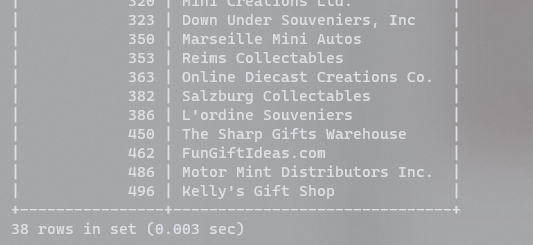 | 320 | Mini Creations Ltd. |
| 323 | Down Under Souveniers, Inc |
| 350 | Marseille Mini Autos |
| 353 | Reims Collectables |
| 363 | Online Diecast Creations Co. |
| 382 | Salzburg Collectables |
| 386 | L'ordine Souveniers |
| 450 | The Sharp Gifts Warehouse |
| 462 | FunGiftIdeas.com |
| 486 | Motor Mint Distributors Inc. |
| 496 | Kelly's Gift Shop |
+----------------+-------------------------------+
38 rows in set (0.003 sec)